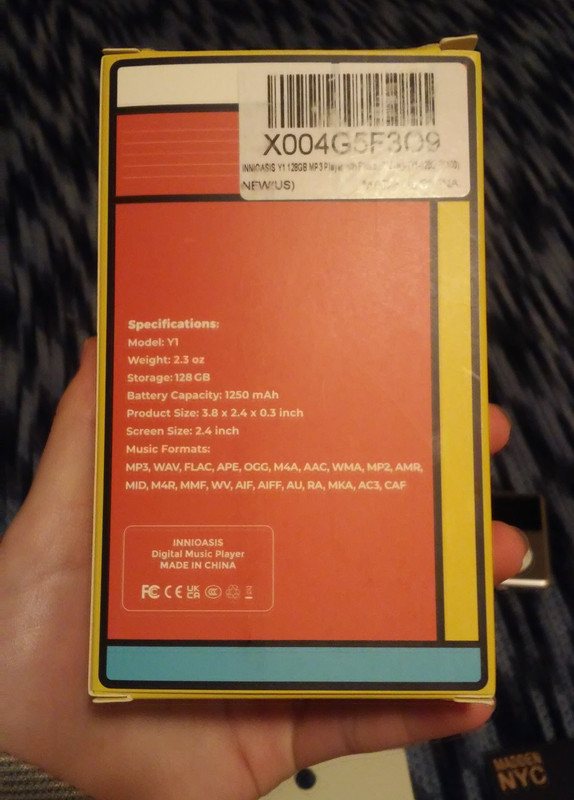 X004G5F3O9
INNIOASIS Y1 128GB MP3 Player with
NEW(US)
Specifications:
Model: Y1
Weight: 2.3 oz
Storage: 128 GB
Battery Capacity: 1250 mAh
Product Size: 3.8 x 2.4 x 0.3 inch
Screen Size: 2.4 inch
Music Formats:
MP3, WAV, FLAC, APE, OGG, M4A, AAC, WMA, MP2, AMR,
MID, M4R, MMF, WV, AIF, AIFF, AU, RA, MKA, AC3, CAF
INNIOASIS
Digital Music Player
MADE IN CHINA
FC CE UK CA CCC
MADDEN
NYC